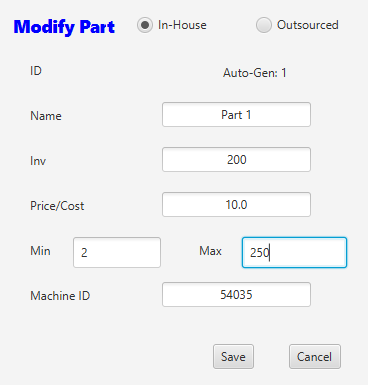 Modify Part In-House Outsourced
ID Auto-Gen: 1
Name Part 1
Inv 200
Price/Cost 10.0
Min 2 Max 250
Machine ID 54035
Save Cancel